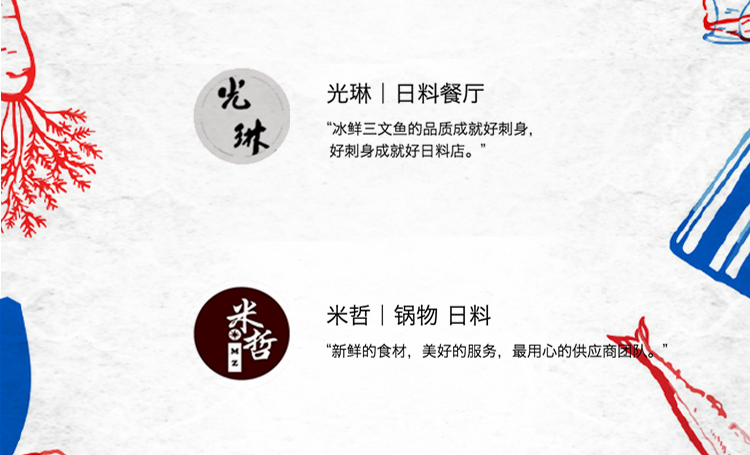 光琳
光琳｜日料餐厅
“冰鲜三文鱼的品质成就好刺身，
好刺身成就好日料店。”
米哲
MZ
米哲｜锅物 日料
“新鲜的食材，美好的服务，最用心的供应商团队。”